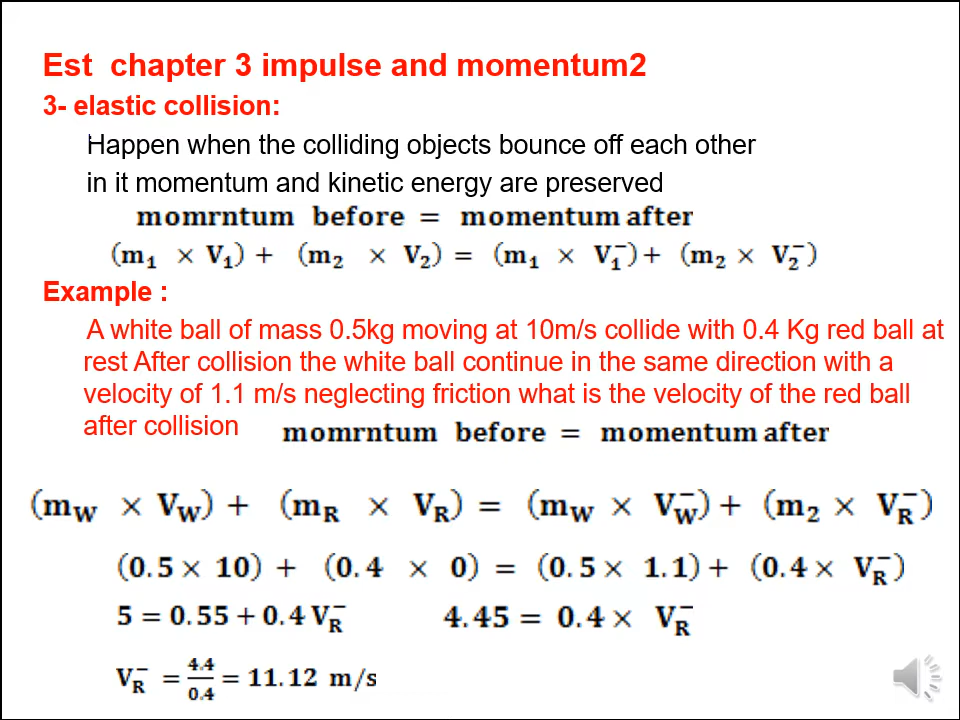 Est chapter 3 impulse and momentum2
3- elastic collision:
Happen when the colliding objects bounce off each other
in it momentum and kinetic energy are preserved
momrntum before = momentum after
(m₁ × V₁) + (m₂ × V₂) = (m₁ × V₁⁻) + (m₂ × V₂⁻)
Example :
A white ball of mass 0.5kg moving at 10m/s collide with 0.4 Kg red ball at
rest After collision the white ball continue in the same direction with a
velocity of 1.1 m/s neglecting friction what is the velocity of the red ball
after collision momrntum before = momentum after
(m_W × V_W) + (m_R × V_R) = (m_W × V_W⁻) + (m₂ × V_R⁻)
(0.5 × 10) + (0.4 × 0) = (0.5 × 1.1) + (0.4 × V_R⁻)
5 = 0.55 + 0.4 V_R⁻ 4.45 = 0.4 × V_R⁻
V_R⁻ = 4.4/0.4 = 11.12 m/s